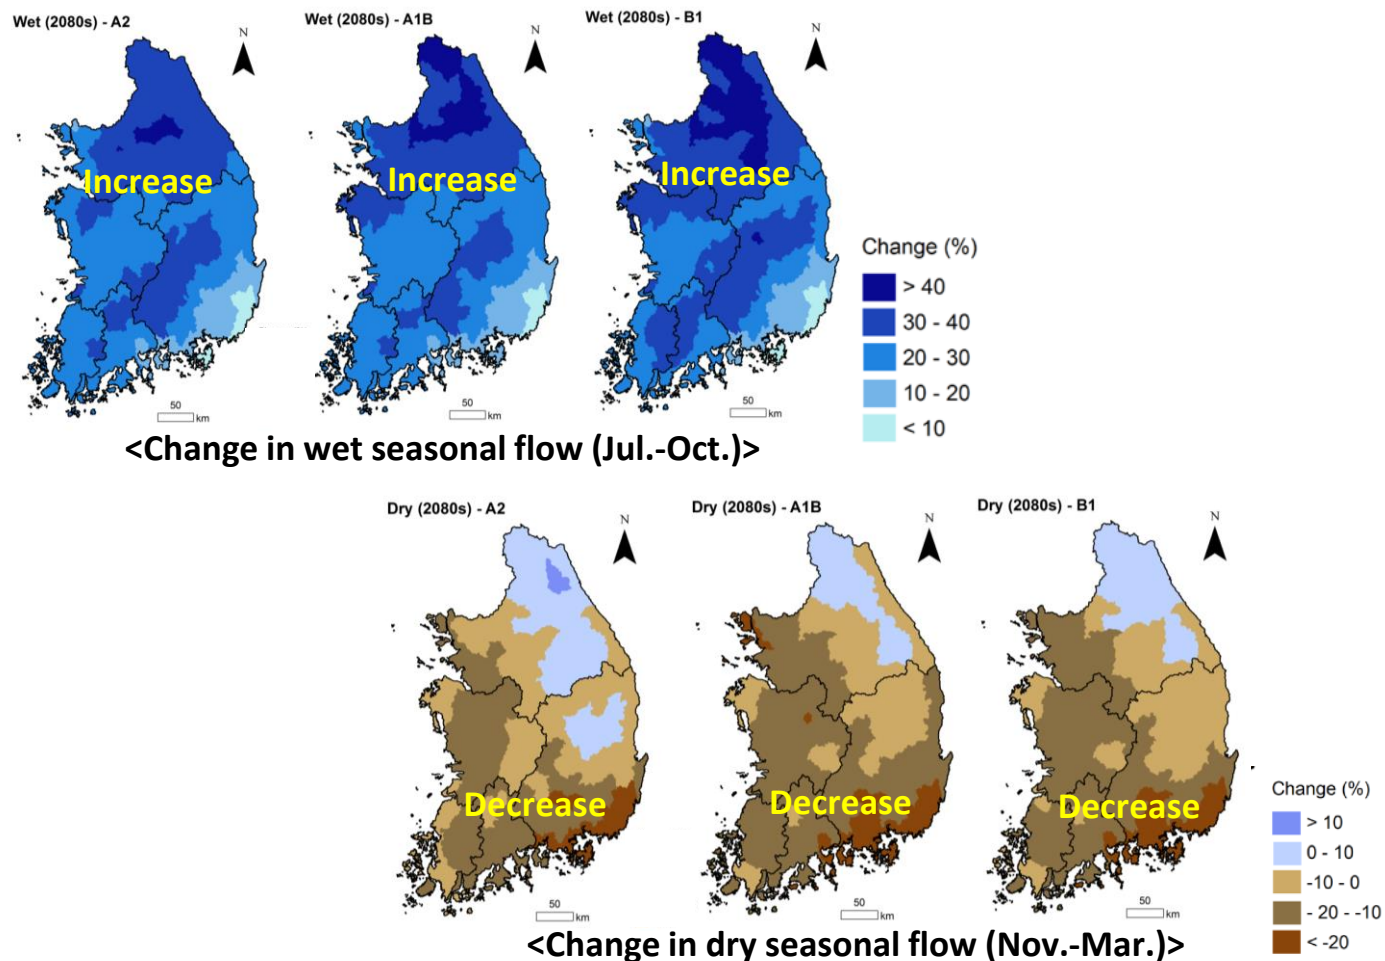 Wet (2080s) - A2
Wet (2080s) - A1B
Wet (2080s) - B1
N
N
N
Increase
Increase
Increase
Change (%)
> 40
30 - 40
20 - 30
10 - 20
< 10
50
km
50
km
50
km
<Change in wet seasonal flow (Jul.-Oct.)>
Dry (2080s) - A2
Dry (2080s) - A1B
Dry (2080s) - B1
N
N
N
Decrease
Decrease
Decrease
Change (%)
> 10
0 - 10
-10 - 0
- 20 - -10
< -20
50
km
50
km
50
km
<Change in dry seasonal flow (Nov.-Mar.)>